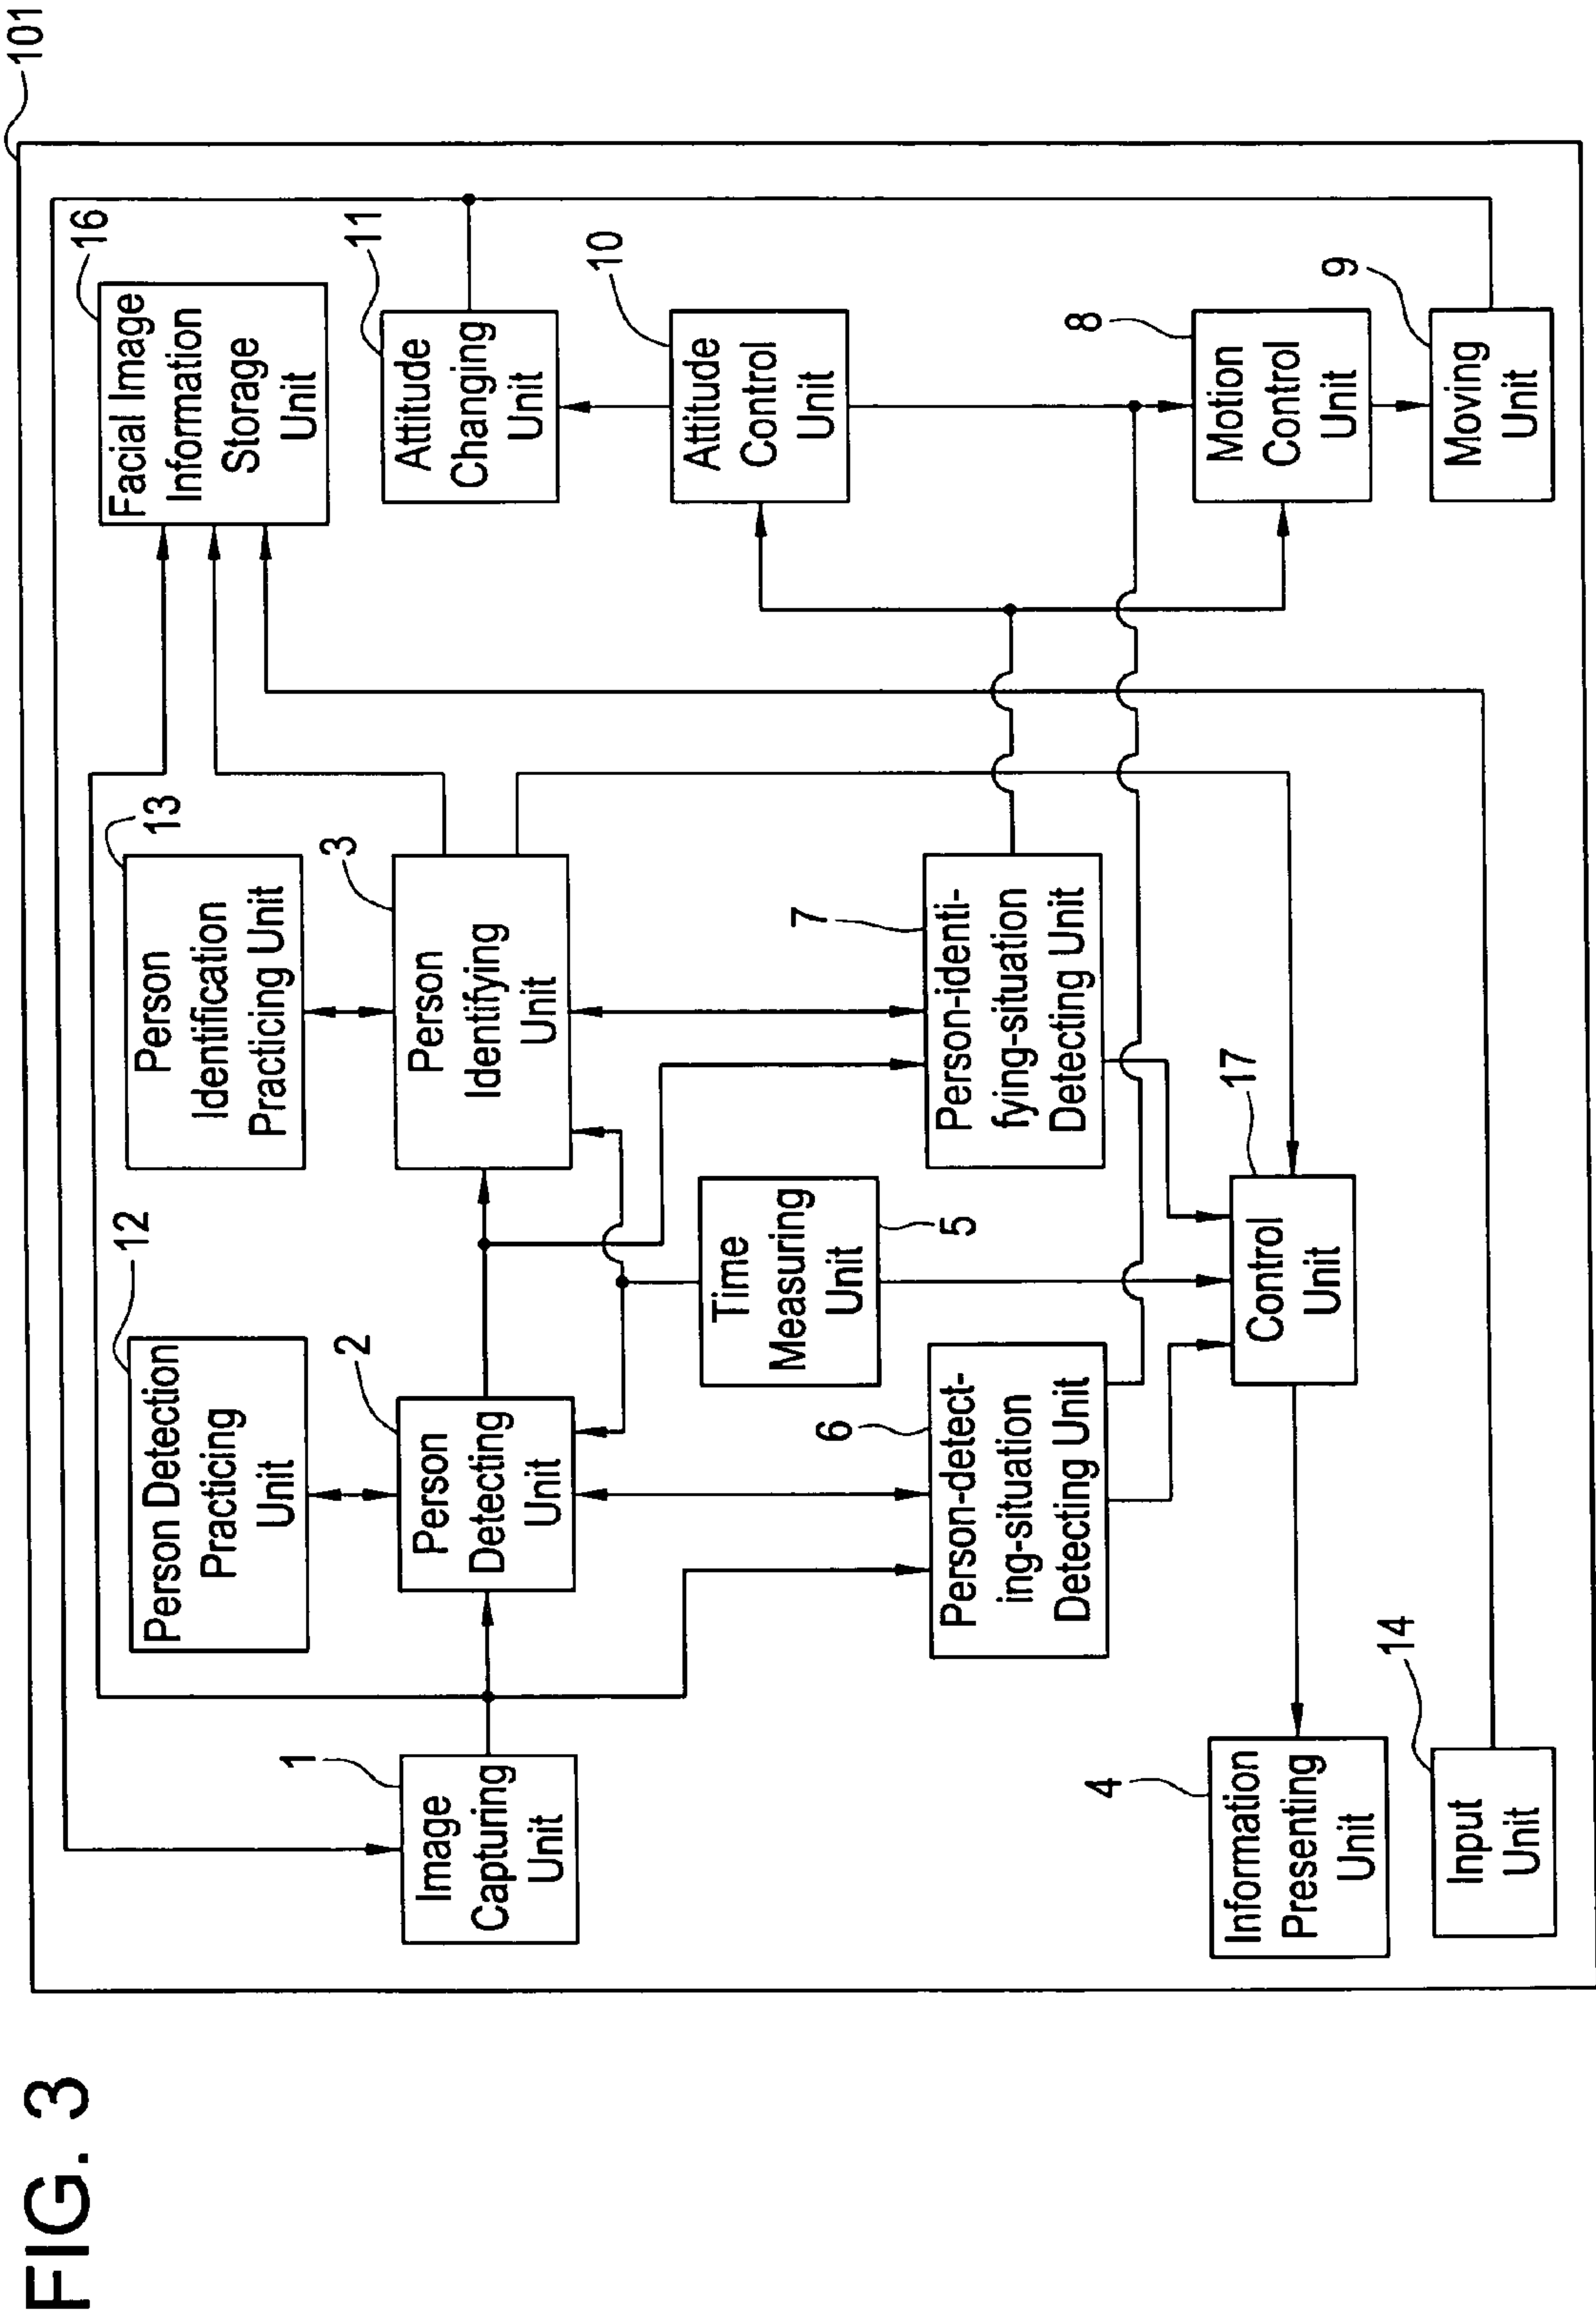 FIG. 3
101
1
Image
Capturing
Unit
12
Person Detection
Practicing
Unit
2
Person
Detecting
Unit
13
Person
Identification
Practicing Unit
3
Person
Identifying
Unit
16
Facial Image
Information
Storage
Unit
11
Attitude
Changing
Unit
10
Attitude
Control
Unit
Time
Measuring
Unit
5
6
Person-detect-
ing-situation
Detecting Unit
7
Person-identi-
fying-situation
Detecting Unit
8
Motion
Control
Unit
9
Moving
Unit
17
Control
Unit
4
Information
Presenting
Unit
14
Input
Unit